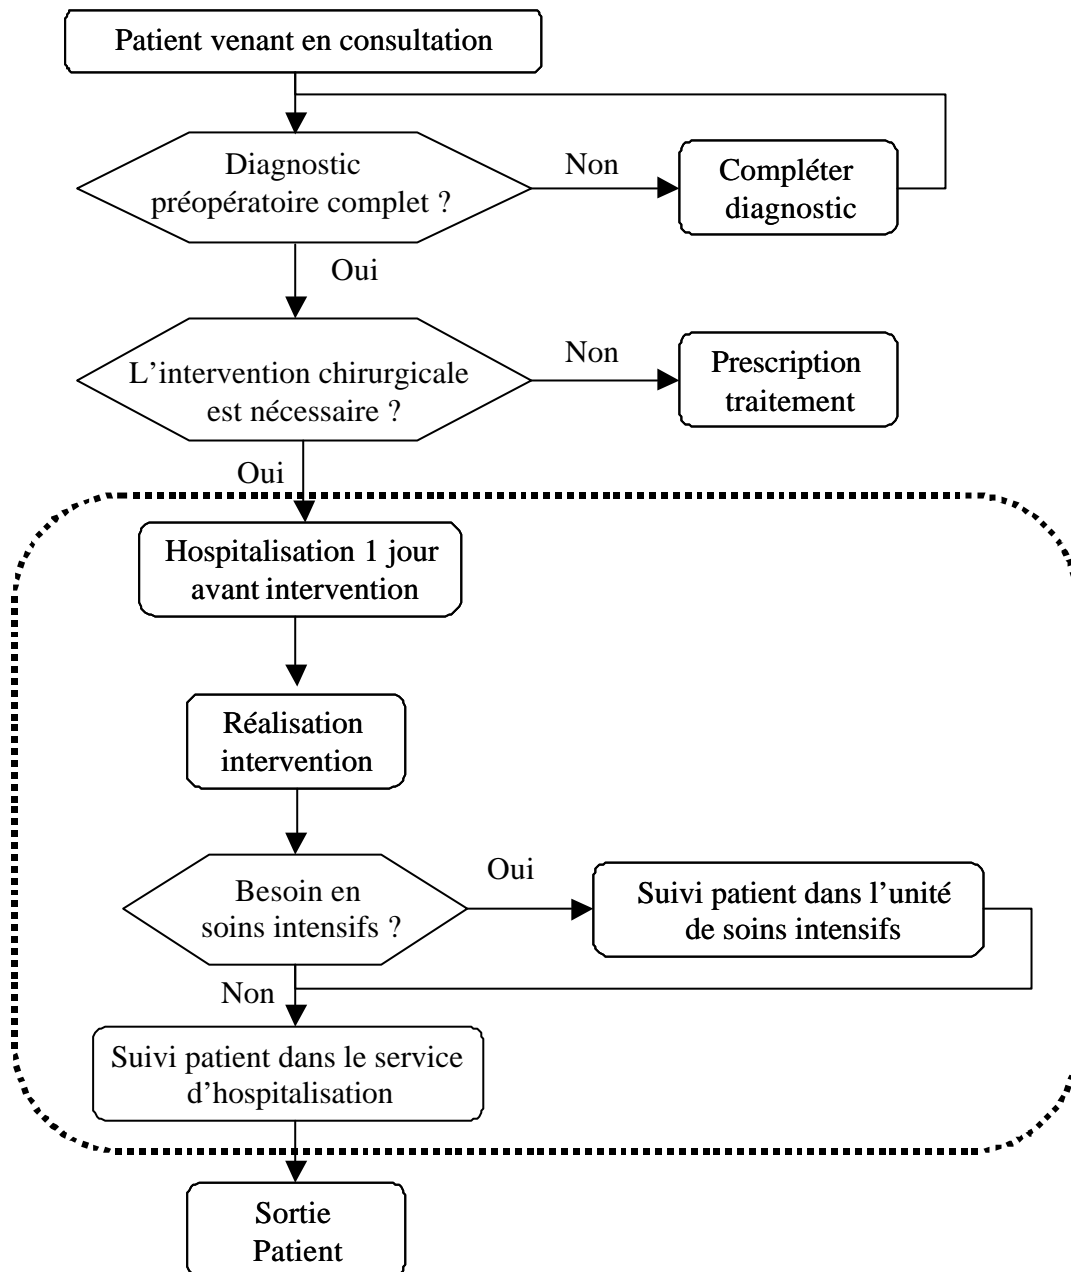 Patient venant en consultation
Diagnostic
préopératoire complet ?
Non
Compléter
diagnostic
Oui
L’intervention chirurgicale
est nécessaire ?
Non
Prescription
traitement
Oui
Hospitalisation 1 jour
avant intervention
Réalisation
intervention
Besoin en
soins intensifs ?
Oui
Suivi patient dans l’unité
de soins intensifs
Non
Suivi patient dans le service
d’hospitalisation
Sortie
Patient